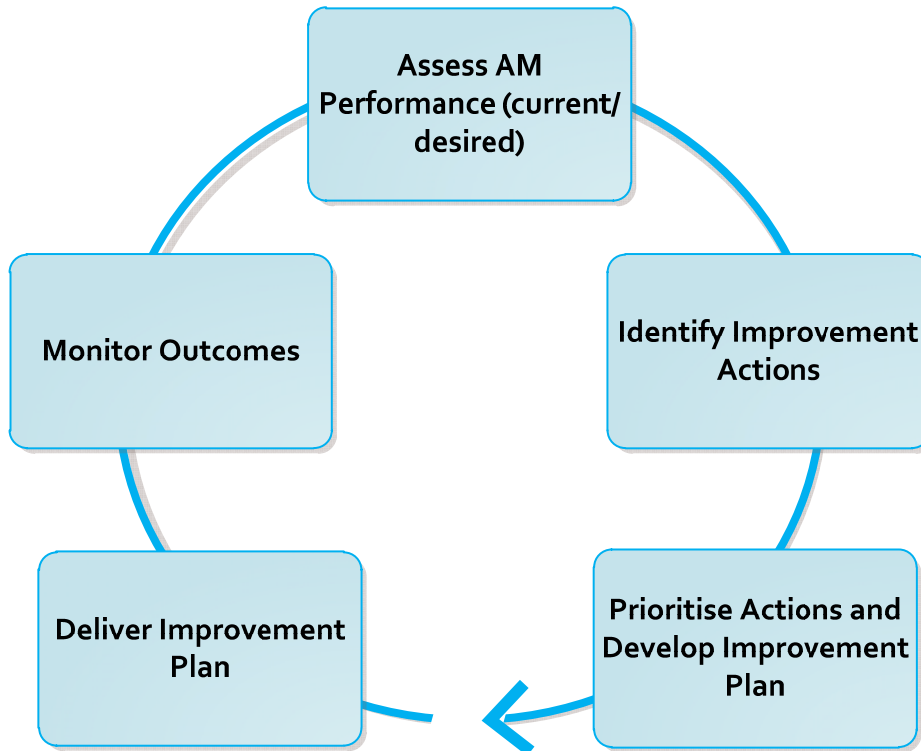 Assess AM
Performance (current/
desired)
Identify Improvement
Actions
Prioritise Actions and
Develop Improvement
Plan
Deliver Improvement
Plan
Monitor Outcomes